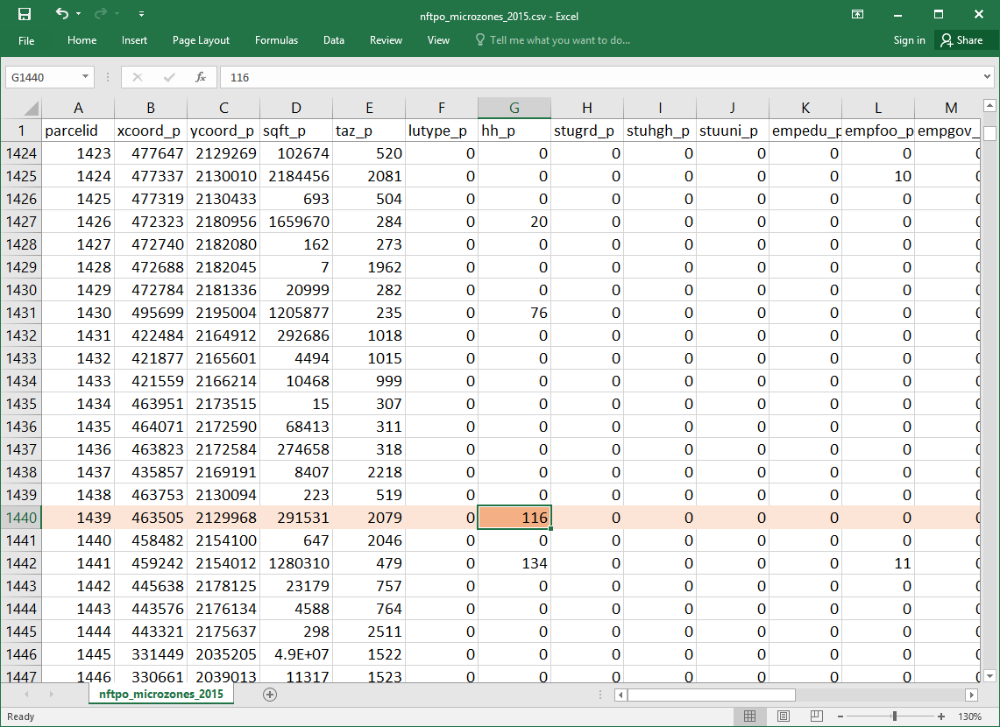 nftpo_microzones_2015.csv - Excel
File Home Insert Page Layout Formulas Data Review View Tell me what you want to do... Sign in Share
G1440 fx 116
A B C D E F G H I J K L M
1 parcelid xcoord_p ycoord_p sqft_p taz_p lutype_p hh_p stugrd_p stuhgh_p stuuni_p empedu_p empfoo_p empgov_
1424 1423 477647 2129269 102674 520 0 0 0 0 0 0 0 0
1425 1424 477337 2130010 2184456 2081 0 0 0 0 0 0 10 0
1426 1425 477319 2130433 693 504 0 0 0 0 0 0 0 0
1427 1426 472323 2180956 1659670 284 0 20 0 0 0 0 0 0
1428 1427 472740 2182080 162 273 0 0 0 0 0 0 0 0
1429 1428 472688 2182045 7 1962 0 0 0 0 0 0 0 0
1430 1429 472784 2181336 20999 282 0 0 0 0 0 0 0 0
1431 1430 495699 2195004 1205877 235 0 76 0 0 0 0 0 0
1432 1431 422484 2164912 292686 1018 0 0 0 0 0 0 0 0
1433 1432 421877 2165601 4494 1015 0 0 0 0 0 0 0 0
1434 1433 421559 2166214 10468 999 0 0 0 0 0 0 0 0
1435 1434 463951 2173515 15 307 0 0 0 0 0 0 0 0
1436 1435 464071 2172590 68413 311 0 0 0 0 0 0 0 0
1437 1436 463823 2172584 274658 318 0 0 0 0 0 0 0 0
1438 1437 435857 2169191 8407 2218 0 0 0 0 0 0 0 0
1439 1438 463753 2130094 223 519 0 0 0 0 0 0 0 0
1440 1439 463505 2129968 291531 2079 0 116 0 0 0 0 0 0
1441 1440 458482 2154100 647 2046 0 0 0 0 0 0 0 0
1442 1441 459242 2154012 1280310 479 0 134 0 0 0 0 11 0
1443 1442 445638 2178125 23179 757 0 0 0 0 0 0 0 0
1444 1443 443576 2176134 4588 764 0 0 0 0 0 0 0 0
1445 1444 443321 2175637 298 2511 0 0 0 0 0 0 0 0
1446 1445 331449 2035205 4.9E+07 1522 0 0 0 0 0 0 0 0
1447 1446 330661 2039013 11317 1523 0 0 0 0 0 0 0 0
nftpo_microzones_2015
Ready 130%